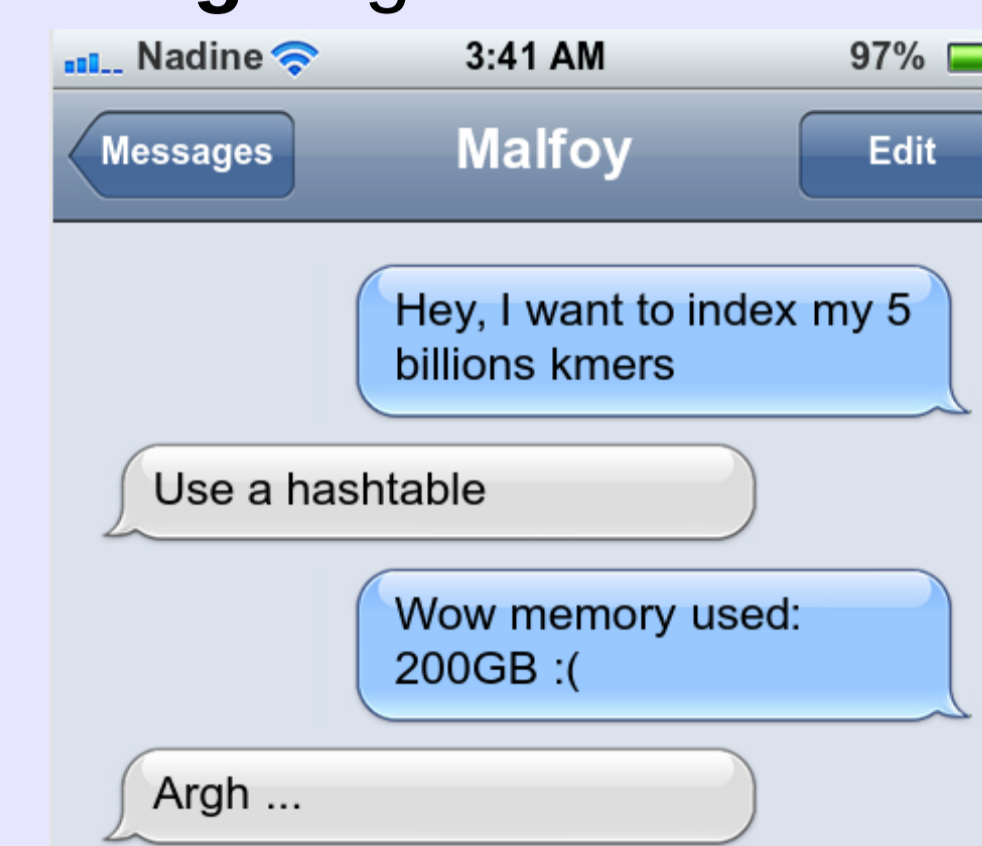 Nadine 3:41 AM 97%
Messages Malfoy Edit
Hey, I want to index my 5
billions kmers
Use a hashtable
Wow memory used:
200GB :(
Argh ...